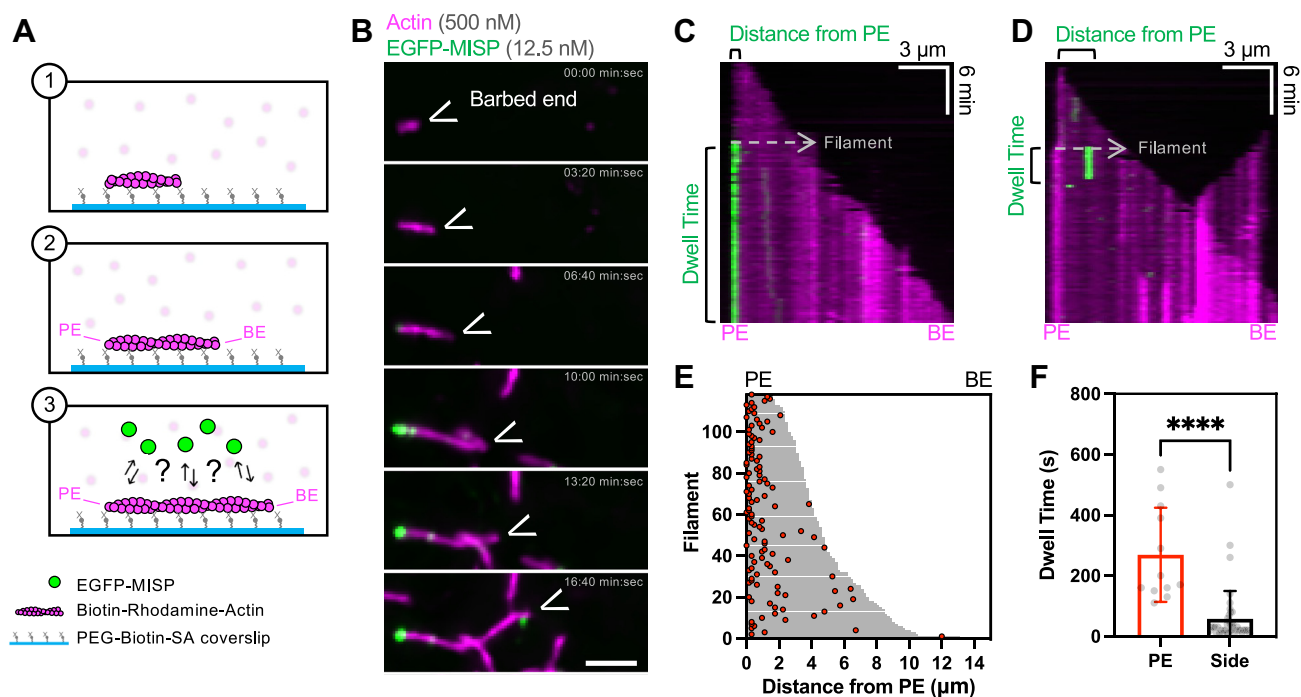 A
1
2
PE
BE
3
? ?
PE
BE
EGFP-MISP
Biotin-Rhodamine-Actin
PEG-Biotin-SA coverslip
B
Actin (500 nM)
EGFP-MISP (12.5 nM)
00:00 min:sec
Barbed end
03:20 min:sec
06:40 min:sec
10:00 min:sec
13:20 min:sec
16:40 min:sec
C
Distance from PE
3 µm
6 min
Filament
Dwell Time
PE
BE
D
Distance from PE
3 µm
6 min
Filament
Dwell Time
PE
BE
E
PE
BE
Filament
100
80
60
40
20
0
0 2 4 6 8 10 12 14
Distance from PE (µm)
F
Dwell Time (s)
800
600
400
200
0
****
PE
Side